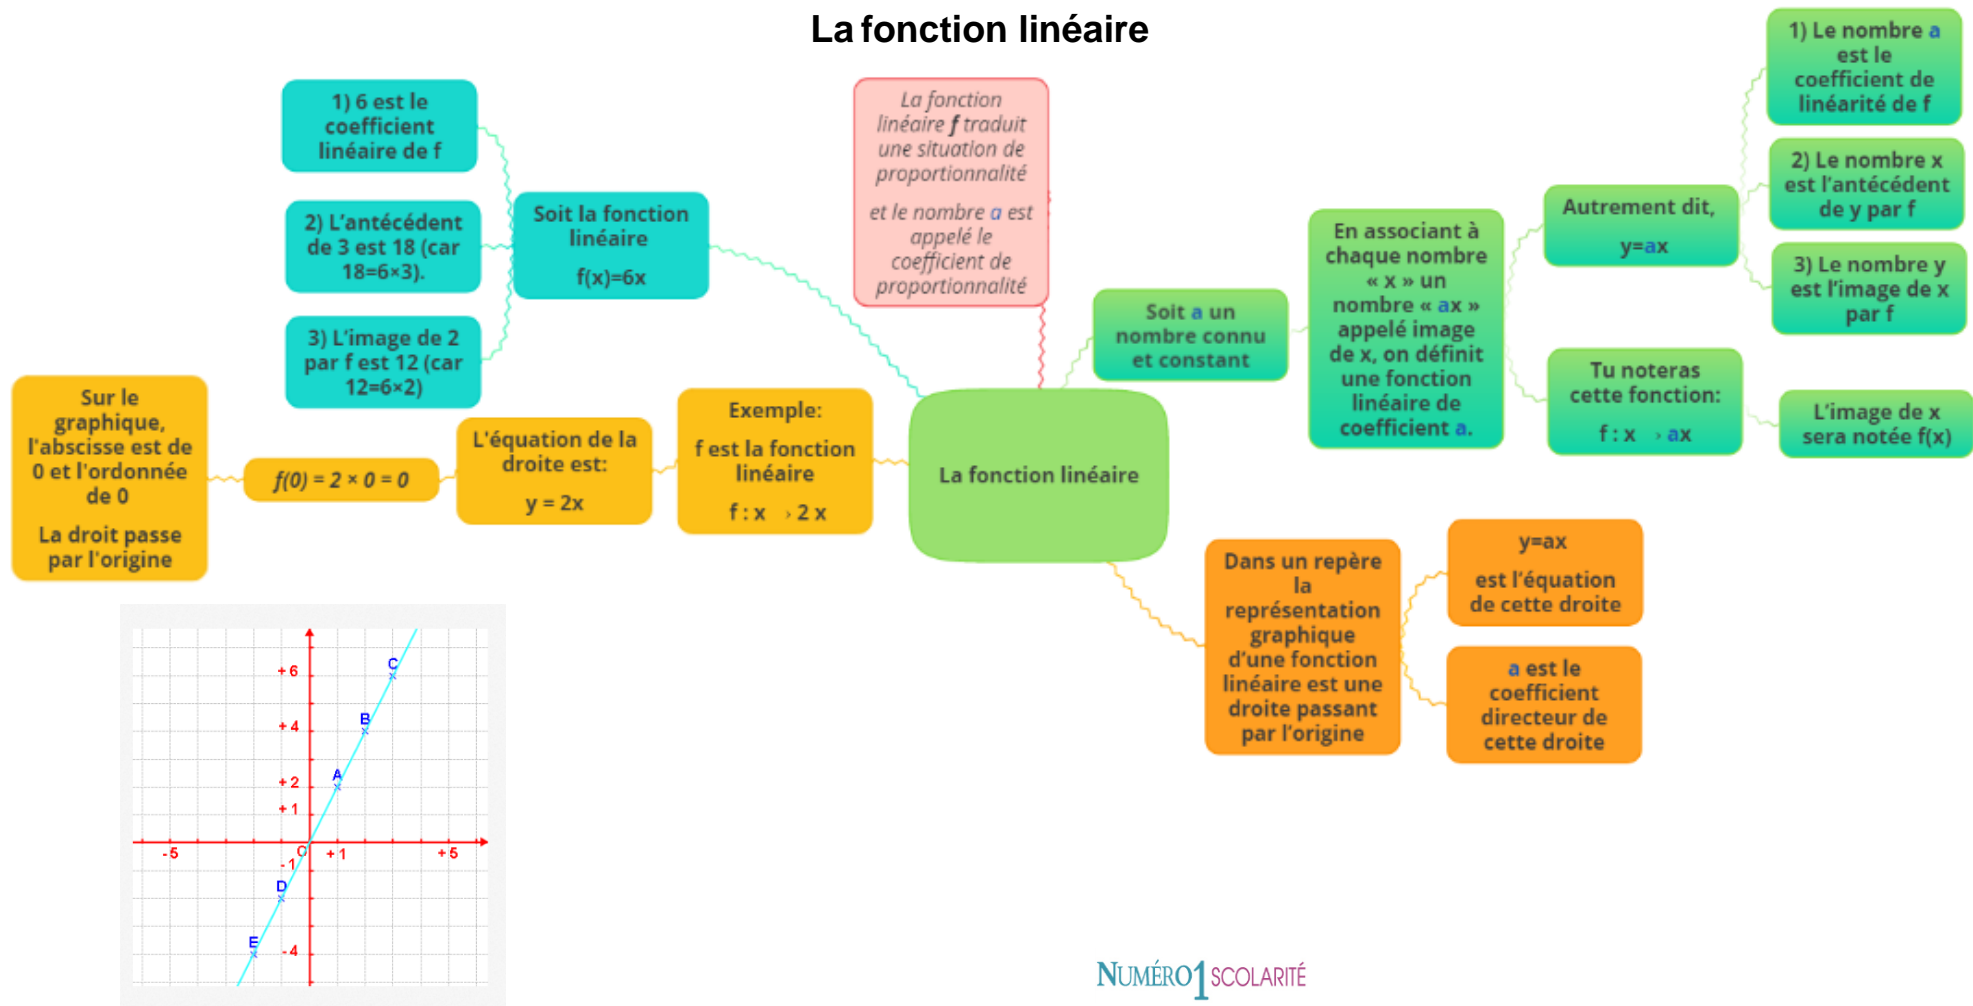 La fonction linéaire
1) 6 est le
coefficient
linéaire de f
2) L'antécédent
de 3 est 18 (car
18=6×3).
3) L'image de 2
par f est 12 (car
12=6×2)
Soit la fonction
linéaire
f(x)=6x
La fonction
linéaire f traduit
une situation de
proportionnalité
et le nombre a est
appelé le
coefficient de
proportionnalité
Soit a un
nombre connu
et constant
En associant à
chaque nombre
« x » un
nombre « ax »
appelé image
de x, on définit
une fonction
linéaire de
coefficient a.
Autrement dit,
y=ax
1) Le nombre a
est le
coefficient de
linéarité de f
2) Le nombre x
est l'antécédent
de y par f
3) Le nombre y
est l'image de x
par f
Tu noteras
cette fonction:
f : x › ax
L'image de x
sera notée f(x)
Sur le
graphique,
l'abscisse est de
0 et l'ordonnée
de 0
La droit passe
par l'origine
f(0) = 2 × 0 = 0
L'équation de la
droite est:
y = 2x
Exemple:
f est la fonction
linéaire
f : x › 2 x
La fonction linéaire
Dans un repère
la
représentation
graphique
d'une fonction
linéaire est une
droite passant
par l'origine
y=ax
est l'équation
de cette droite
a est le
coefficient
directeur de
cette droite
C
+6
B
+4
A
+2
+1
-5
O
+1
+5
-1
D
E
-4
NUMÉRO1 SCOLARITÉ